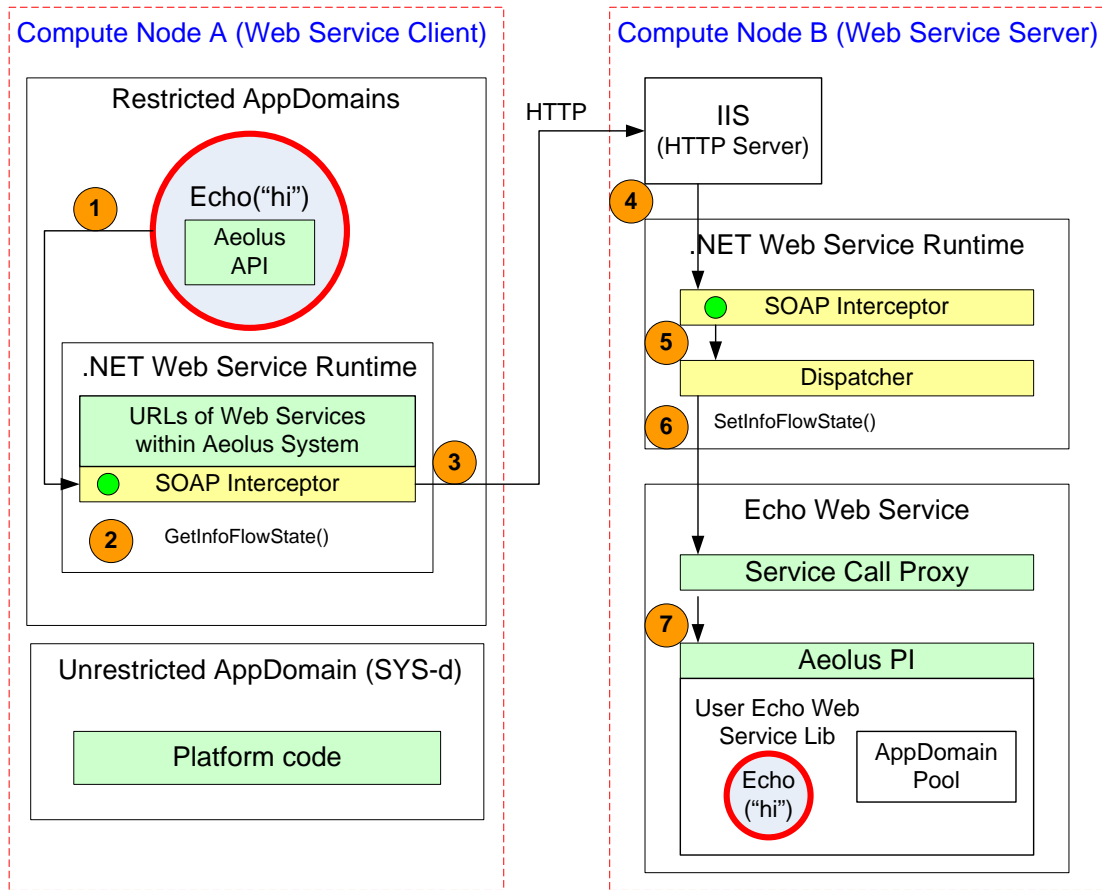 Compute Node A (Web Service Client)
Restricted AppDomains
1
Echo(“hi”)
Aeolus
API
.NET Web Service Runtime
URLs of Web Services
within Aeolus System
SOAP Interceptor
3
2
GetInfoFlowState()
Unrestricted AppDomain (SYS-d)
Platform code
HTTP
Compute Node B (Web Service Server)
IIS
(HTTP Server)
4
.NET Web Service Runtime
SOAP Interceptor
5
Dispatcher
6
SetInfoFlowState()
Echo Web Service
Service Call Proxy
7
Aeolus PI
User Echo Web
Service Lib
Echo
(“hi”)
AppDomain
Pool